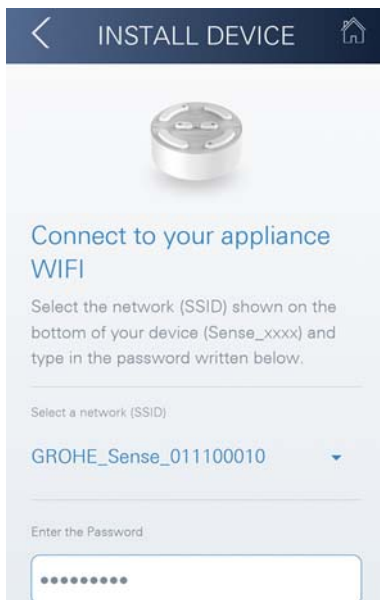 INSTALL DEVICE
Connect to your appliance
WIFI
Select the network (SSID) shown on the
bottom of your device (Sense_xxxx) and
type in the password written below.
Select a network (SSID)
GROHE_Sense_011100010
Enter the Password
•••••••••